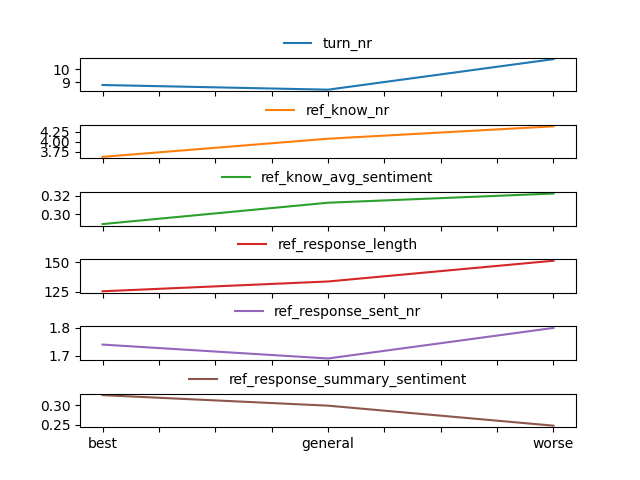 turn_nr
10
9
ref_know_nr
4.25
4.00
3.75
ref_know_avg_sentiment
0.32
0.30
ref_response_length
150
125
ref_response_sent_nr
1.8
1.7
ref_response_summary_sentiment
0.30
0.25
best general worse